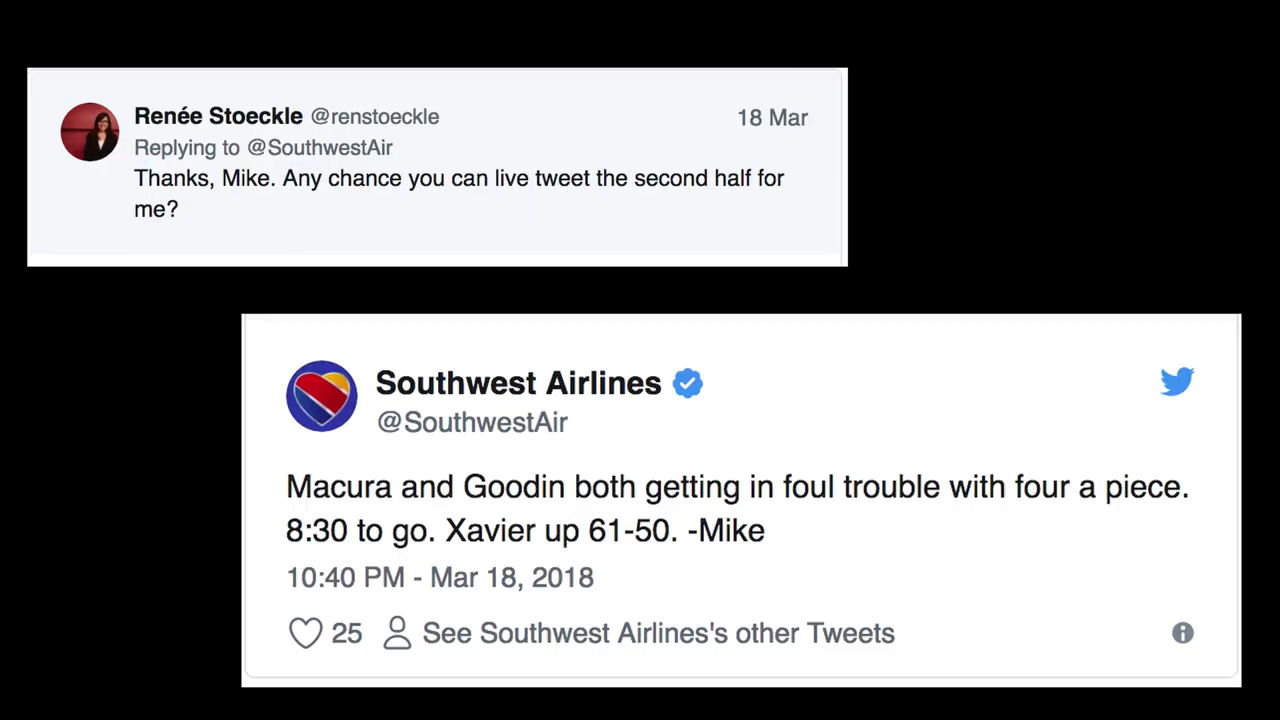 Renée Stoeckle @renstoeckle 18 Mar
Replying to @SouthwestAir
Thanks, Mike. Any chance you can live tweet the second half for
me?
Southwest Airlines
@SouthwestAir
Macura and Goodin both getting in foul trouble with four a piece.
8:30 to go. Xavier up 61-50. -Mike
10:40 PM - Mar 18, 2018
25 See Southwest Airlines's other Tweets